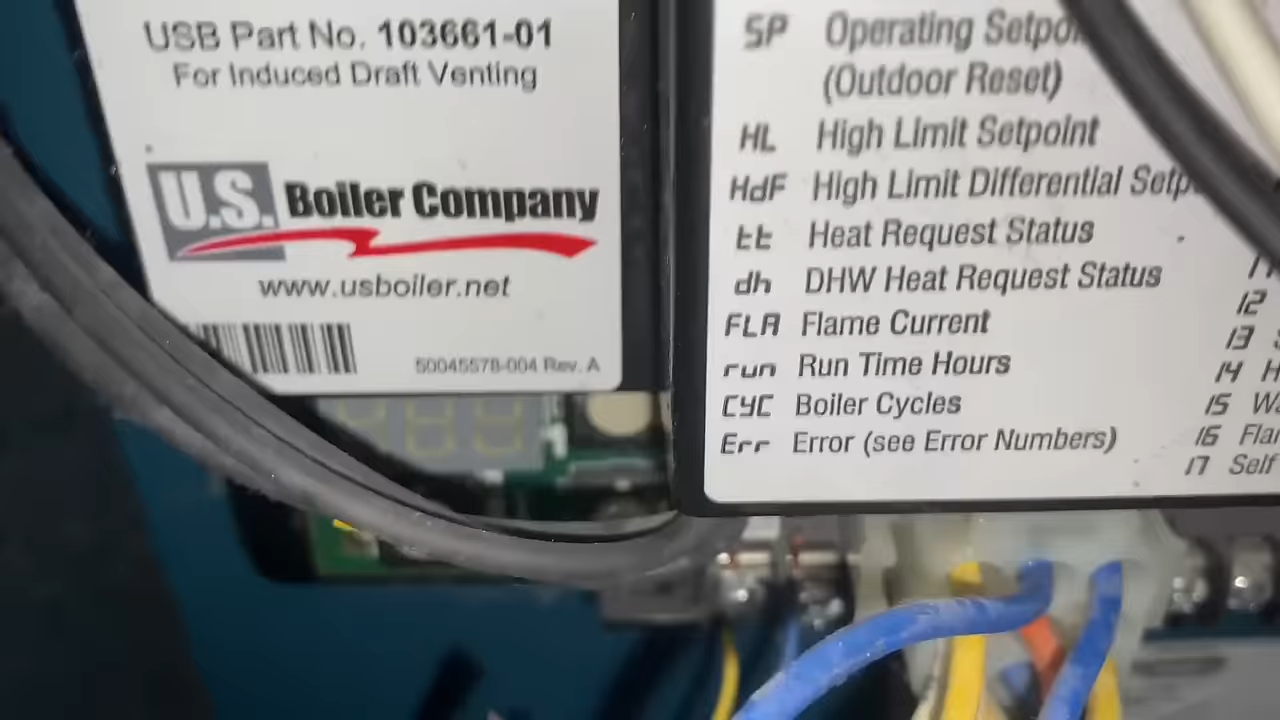 USB Part No. 103661-01
For Induced Draft Venting
U.S. Boiler Company
www.usboiler.net
50045578-004 Rev. A
SP Operating
(Outdoor Reset)
HL High Limit Setpoint
HdF High Limit Differential
tt Heat Request Status
dh DHW Heat Request Status
FLA Flame Current
run Run Time Hours
CYC Boiler Cycles
Err Error (see Error Numbers)
12
13
14
15
16
17 Self